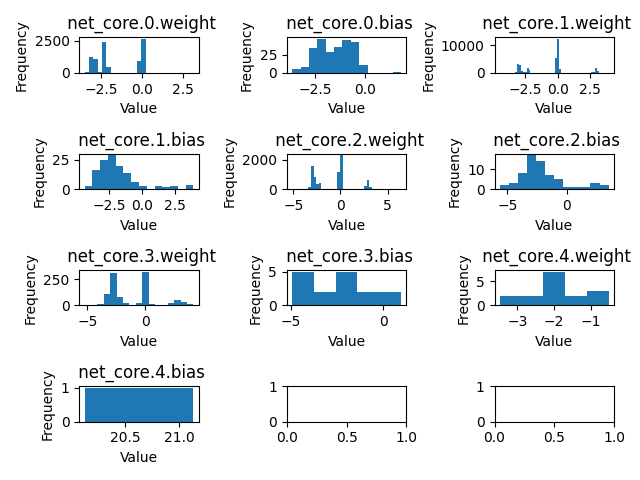 net_core.0.weight
Frequency
2500
0
−2.5 0.0 2.5
Value
net_core.0.bias
Frequency
25
0
−2.5 0.0
Value
net_core.1.weight
Frequency
10000
0
−2.5 0.0 2.5
Value
net_core.1.bias
Frequency
25
0
−2.5 0.0 2.5
Value
net_core.2.weight
Frequency
2000
0
−5 0 5
Value
net_core.2.bias
Frequency
10
0
−5 0
Value
net_core.3.weight
Frequency
250
0
−5 0
Value
net_core.3.bias
Frequency
5
0
−5 0
Value
net_core.4.weight
Frequency
5
0
−3 −2 −1
Value
net_core.4.bias
Frequency
1
0
20.5 21.0
Value
1
0
0.0 0.5 1.0
1
0
0.0 0.5 1.0